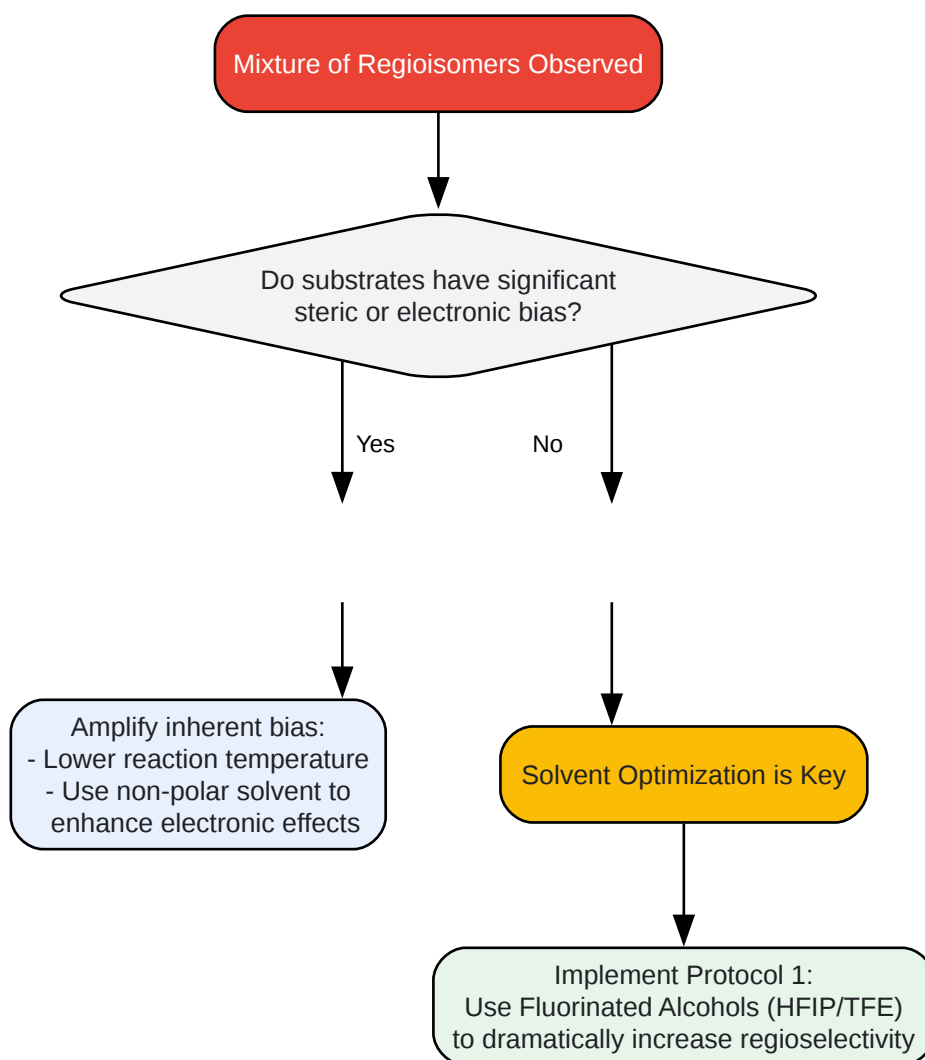 Mixture of Regioisomers Observed
Do substrates have significant
steric or electronic bias?
Yes
No
Amplify inherent bias:
- Lower reaction temperature
- Use non-polar solvent to
enhance electronic effects
Solvent Optimization is Key
Implement Protocol 1:
Use Fluorinated Alcohols (HFIP/TFE)
to dramatically increase regioselectivity